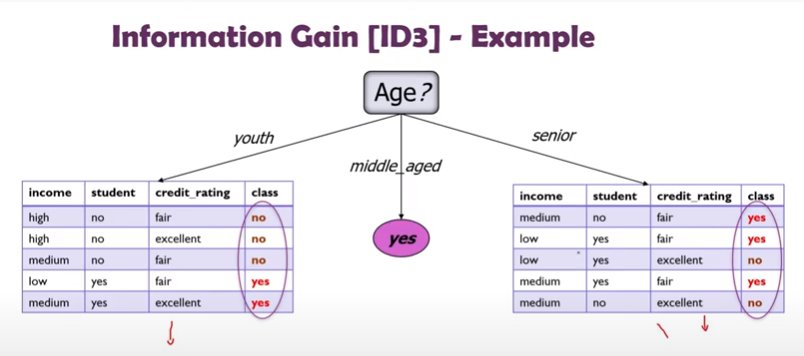 Information Gain [ID3] - Example
Age?
youth
middle_aged
senior
income student credit_rating class
high no fair no
high no excellent no
medium no fair no
low yes fair yes
medium yes excellent yes
yes
income student credit_rating class
medium no fair yes
low yes fair yes
low yes excellent no
medium yes fair yes
medium no excellent no